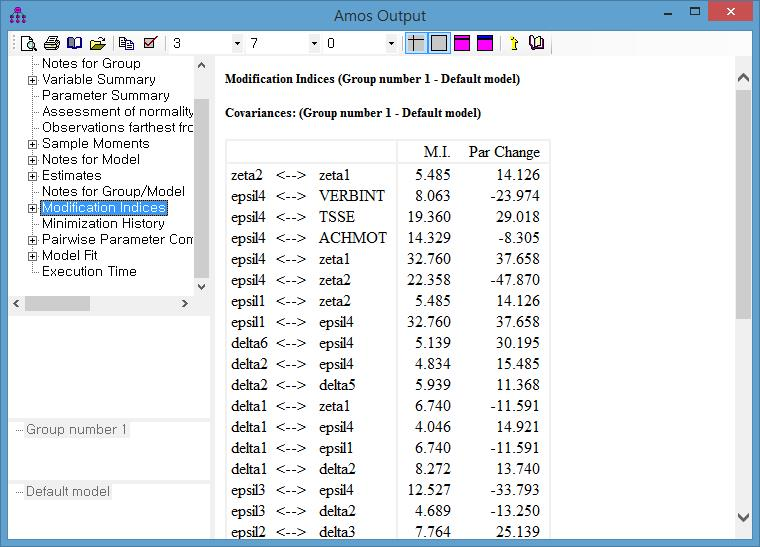 Amos Output
3 7 0
Notes for Group
Variable Summary
Parameter Summary
Assessment of normality
Observations farthest frc
Sample Moments
Notes for Model
Estimates
Notes for Group/Model
Modification Indices
Minimization History
Pairwise Parameter Com
Model Fit
Execution Time
Group number 1
Default model
Modification Indices (Group number 1 - Default model)
Covariances: (Group number 1 - Default model)
M.I. Par Change
zeta2 <--> zeta1 5.485 14.126
epsil4 <--> VERBINT 8.063 -23.974
epsil4 <--> TSSE 19.360 29.018
epsil4 <--> ACHMOT 14.329 -8.305
epsil4 <--> zeta1 32.760 37.658
epsil4 <--> zeta2 22.358 -47.870
epsil1 <--> zeta2 5.485 14.126
epsil1 <--> epsil4 32.760 37.658
delta6 <--> epsil4 5.139 30.195
delta2 <--> epsil4 4.834 15.485
delta2 <--> delta5 5.939 11.368
delta1 <--> zeta1 6.740 -11.591
delta1 <--> epsil4 4.046 14.921
delta1 <--> epsil1 6.740 -11.591
delta1 <--> delta2 8.272 13.740
epsil3 <--> epsil4 12.527 -33.793
epsil3 <--> delta2 4.689 -13.250
epsil2 <--> delta3 7.764 25.139